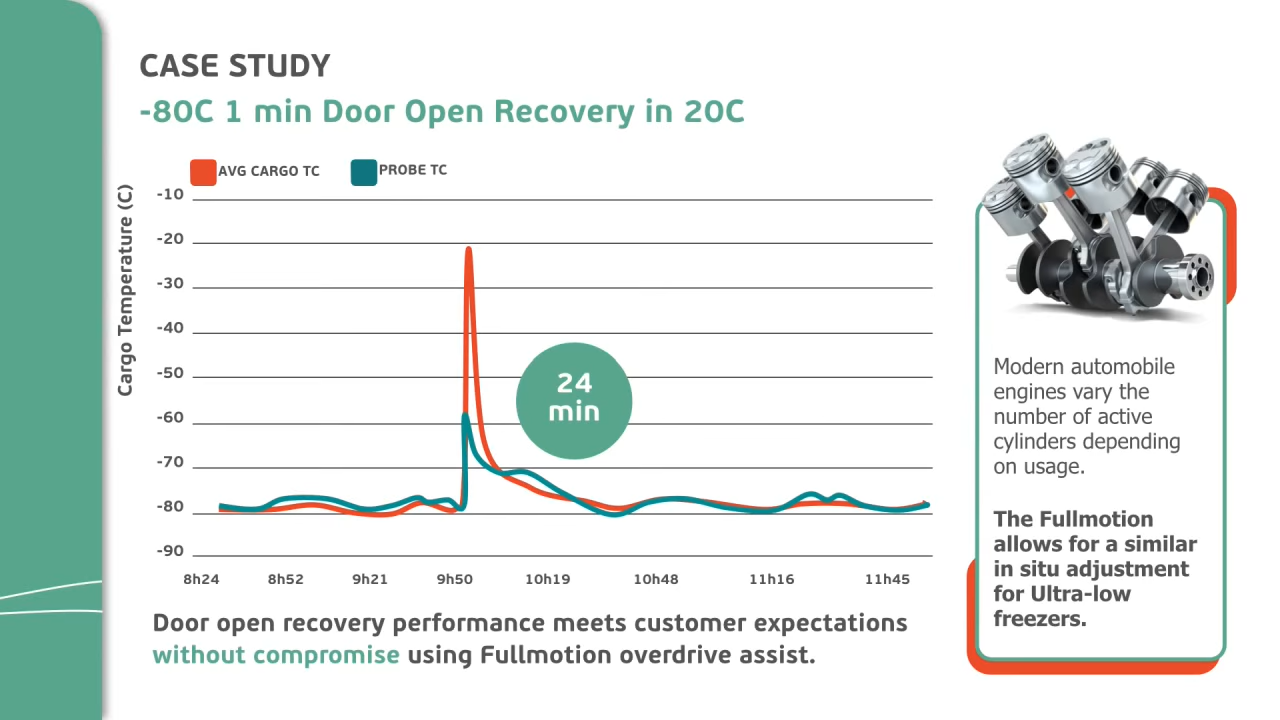 CASE STUDY
-80C 1 min Door Open Recovery in 20C
AVG CARGO TC
PROBE TC
Cargo Temperature (C)
-10
-20
-30
-40
-50
-60
-70
-80
-90
24
min
8h24
8h52
9h21
9h50
10h19
10h48
11h16
11h45
Door open recovery performance meets customer expectations
without compromise using Fullmotion overdrive assist.
Modern automobile
engines vary the
number of active
cylinders depending
on usage.
The Fullmotion
allows for a similar
in situ adjustment
for Ultra-low
freezers.